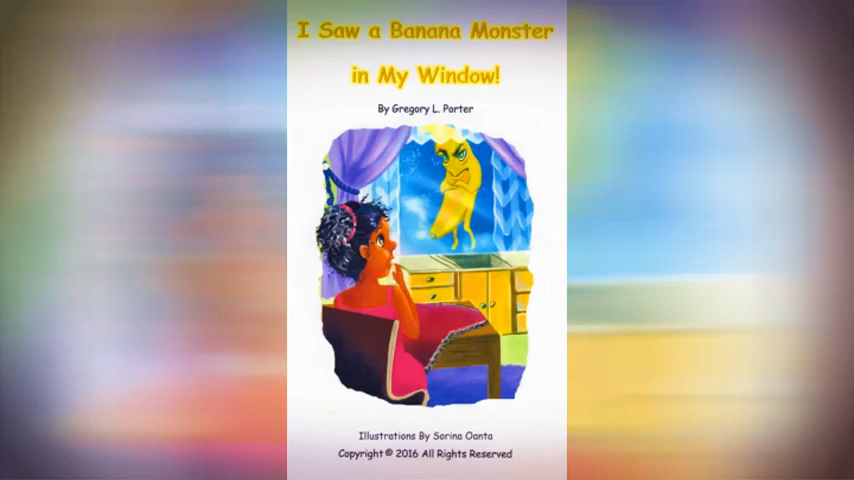 I Saw a Banana Monster
in My Window!
By Gregory L. Porter
Illustrations By Sorina Oanta
Copyright © 2016 All Rights Reserved